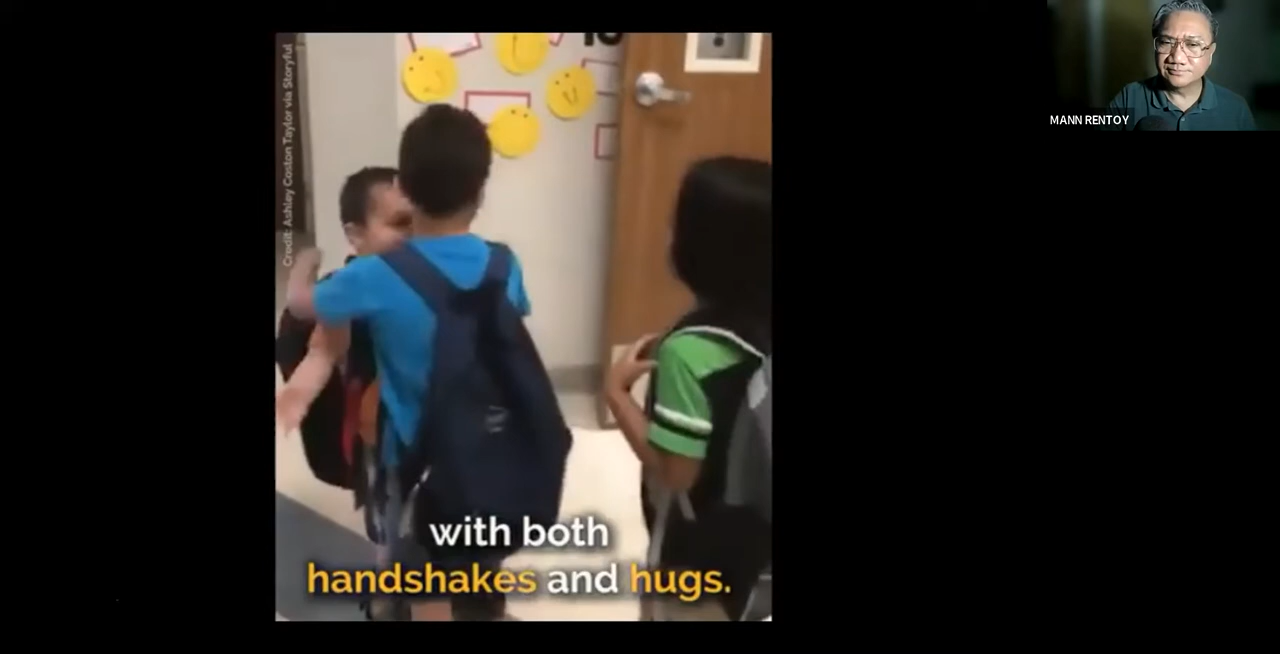 Credit: Ashley Coston Taylor via Storyful
MANN RENTOY
with both
handshakes and hugs.